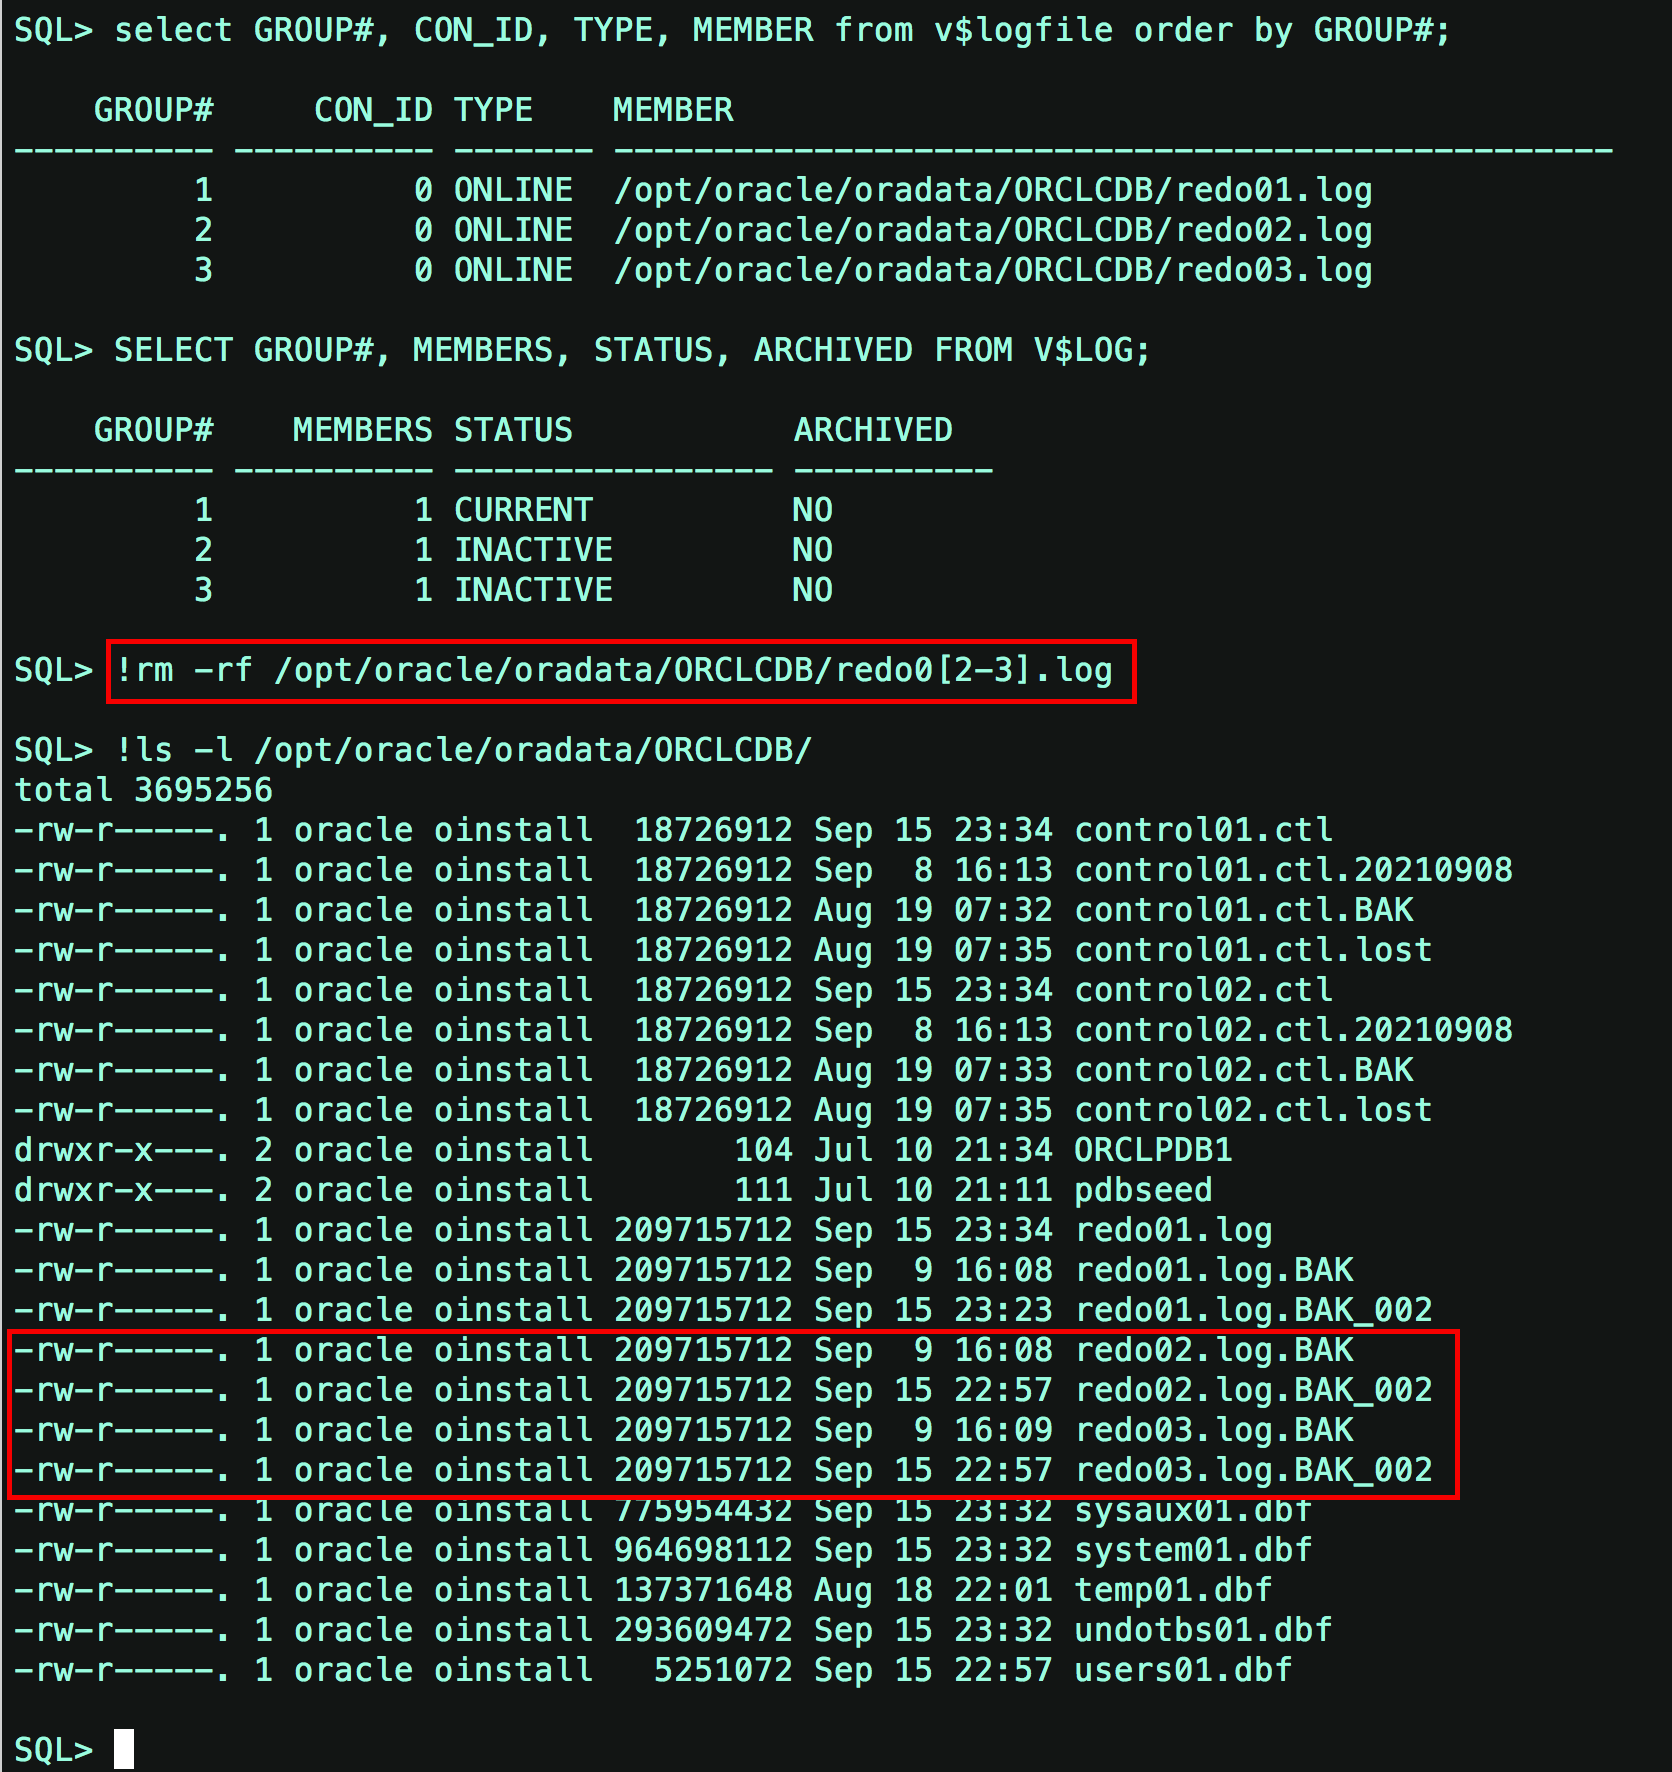 SQL> select GROUP#, CON_ID, TYPE, MEMBER from v$logfile order by GROUP#;
GROUP# CON_ID TYPE MEMBER
---------- ---------- ------- --------------------------------------------------
1 0 ONLINE /opt/oracle/oradata/ORCLCDB/redo01.log
2 0 ONLINE /opt/oracle/oradata/ORCLCDB/redo02.log
3 0 ONLINE /opt/oracle/oradata/ORCLCDB/redo03.log
SQL> SELECT GROUP#, MEMBERS, STATUS, ARCHIVED FROM V$LOG;
GROUP# MEMBERS STATUS ARCHIVED
---------- ---------- ---------------- ----------
1 1 CURRENT NO
2 1 INACTIVE NO
3 1 INACTIVE NO
SQL> !rm -rf /opt/oracle/oradata/ORCLCDB/redo0[2-3].log
SQL> !ls -l /opt/oracle/oradata/ORCLCDB/
total 3695256
-rw-r-----. 1 oracle oinstall 18726912 Sep 15 23:34 control01.ctl
-rw-r-----. 1 oracle oinstall 18726912 Sep 8 16:13 control01.ctl.20210908
-rw-r-----. 1 oracle oinstall 18726912 Aug 19 07:32 control01.ctl.BAK
-rw-r-----. 1 oracle oinstall 18726912 Aug 19 07:35 control01.ctl.lost
-rw-r-----. 1 oracle oinstall 18726912 Sep 15 23:34 control02.ctl
-rw-r-----. 1 oracle oinstall 18726912 Sep 8 16:13 control02.ctl.20210908
-rw-r-----. 1 oracle oinstall 18726912 Aug 19 07:33 control02.ctl.BAK
-rw-r-----. 1 oracle oinstall 18726912 Aug 19 07:35 control02.ctl.lost
drwxr-x---. 2 oracle oinstall 104 Jul 10 21:34 ORCLPDB1
drwxr-x---. 2 oracle oinstall 111 Jul 10 21:11 pdbseed
-rw-r-----. 1 oracle oinstall 209715712 Sep 15 23:34 redo01.log
-rw-r-----. 1 oracle oinstall 209715712 Sep 9 16:08 redo01.log.BAK
-rw-r-----. 1 oracle oinstall 209715712 Sep 15 23:23 redo01.log.BAK_002
-rw-r-----. 1 oracle oinstall 209715712 Sep 9 16:08 redo02.log.BAK
-rw-r-----. 1 oracle oinstall 209715712 Sep 15 22:57 redo02.log.BAK_002
-rw-r-----. 1 oracle oinstall 209715712 Sep 9 16:09 redo03.log.BAK
-rw-r-----. 1 oracle oinstall 209715712 Sep 15 22:57 redo03.log.BAK_002
-rw-r-----. 1 oracle oinstall 775954432 Sep 15 23:32 sysaux01.dbf
-rw-r-----. 1 oracle oinstall 964698112 Sep 15 23:32 system01.dbf
-rw-r-----. 1 oracle oinstall 137371648 Aug 18 22:01 temp01.dbf
-rw-r-----. 1 oracle oinstall 293609472 Sep 15 23:32 undotbs01.dbf
-rw-r-----. 1 oracle oinstall 5251072 Sep 15 22:57 users01.dbf
SQL>